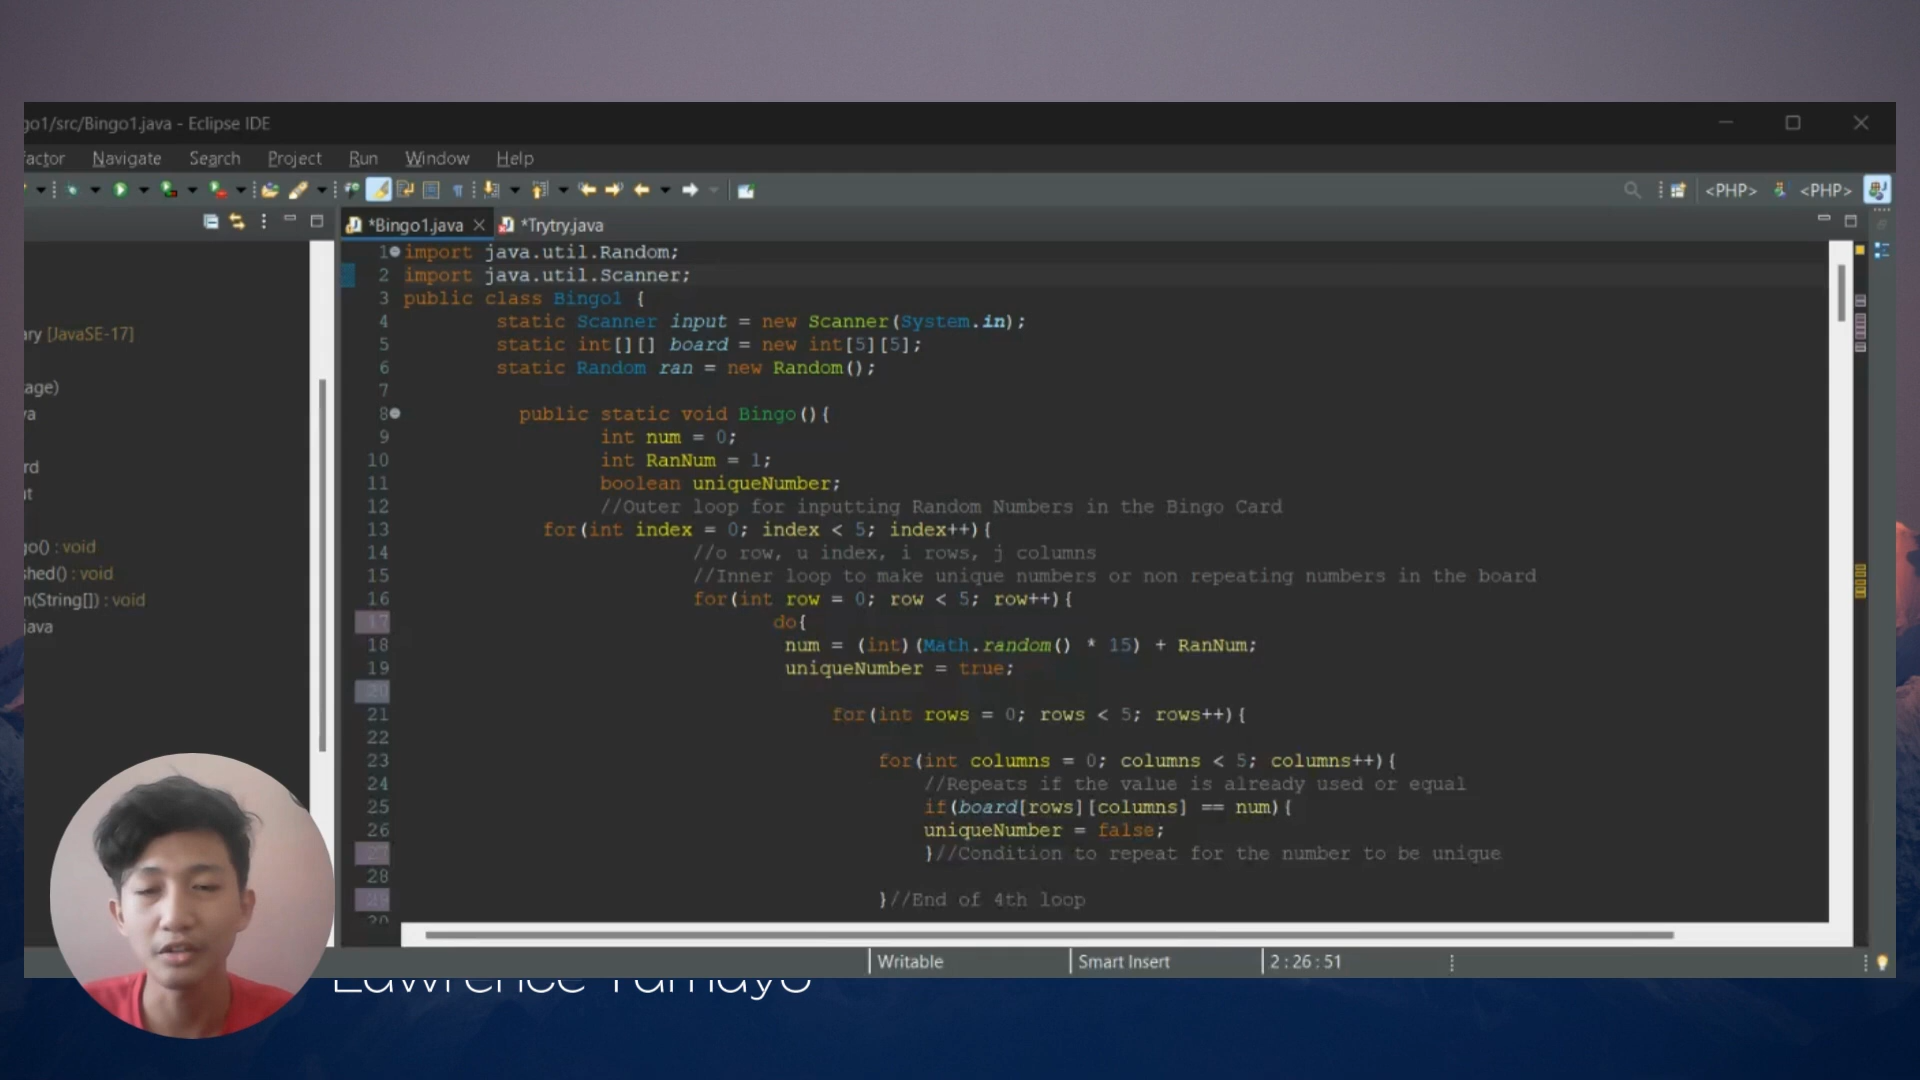 go1/src/Bingo1.java - Eclipse IDE
factor Navigate Search Project Run Window Help
<PHP> <PHP>
*Bingo1.java *Trytry.java
1 import java.util.Random;
2 import java.util.Scanner;
3 public class Bingo1 {
4 static Scanner input = new Scanner(System.in);
5 static int[][] board = new int[5][5];
6 static Random ran = new Random();
7
8 public static void Bingo(){
9 int num = 0;
10 int RanNum = 1;
11 boolean uniqueNumber;
12 //Outer loop for inputting Random Numbers in the Bingo Card
13 for(int index = 0; index < 5; index++){
14 //o row, u index, i rows, j columns
15 //Inner loop to make unique numbers or non repeating numbers in the board
16 for(int row = 0; row < 5; row++){
17 do{
18 num = (int)(Math.random() * 15) + RanNum;
19 uniqueNumber = true;
20
21 for(int rows = 0; rows < 5; rows++){
22
23 for(int columns = 0; columns < 5; columns++){
24 //Repeats if the value is already used or equal
25 if(board[rows][columns] == num){
26 uniqueNumber = false;
27 }//Condition to repeat for the number to be unique
28
29 }//End of 4th loop
30
ary [JavaSE-17]
age)
va
rd
ut
go() : void
shed() : void
n(String[]) : void
java
Writable Smart Insert 2 : 26 : 51
Lawrence Tamayo